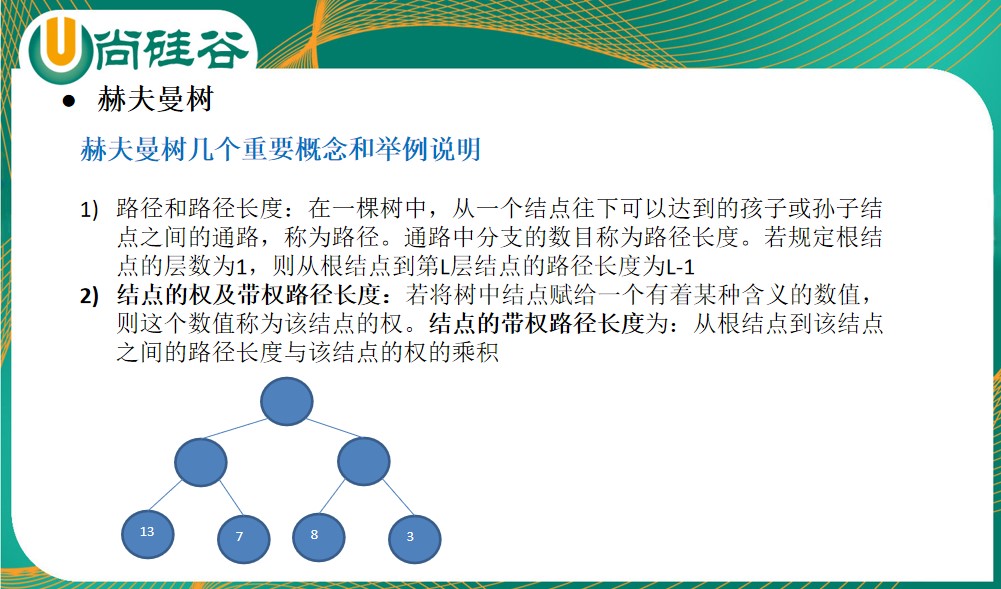 U尚硅谷
● 赫夫曼树
赫夫曼树几个重要概念和举例说明
1) 路径和路径长度：在一棵树中，从一个结点往下可以达到的孩子或孙子结
点之间的通路，称为路径。通路中分支的数目称为路径长度。若规定根结
点的层数为1，则从根结点到第L层结点的路径长度为L-1
2) 结点的权及带权路径长度：若将树中结点赋给一个有着某种含义的数值，
则这个数值称为该结点的权。结点的带权路径长度为：从根结点到该结点
之间的路径长度与该结点的权的乘积
13
7
8
3